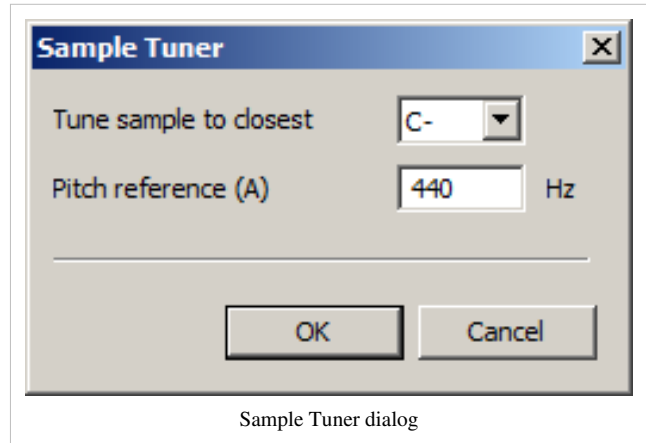 Sample Tuner
Tune sample to closest C-
Pitch reference (A) 440 Hz
OK Cancel
Sample Tuner dialog